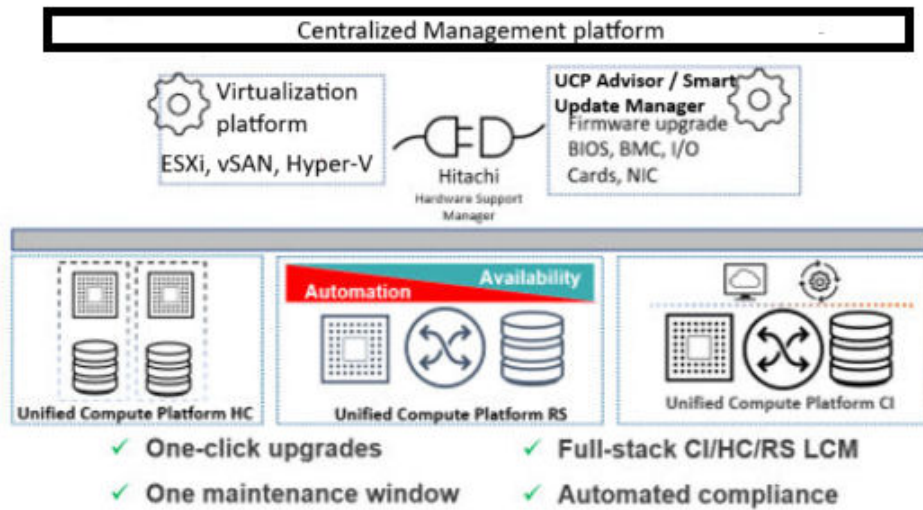 Centralized Management platform
Virtualization
platform
ESXi, vSAN, Hyper-V
Hitachi
Hardware Support
Manager
UCP Advisor / Smart
Update Manager
Firmware upgrade
BIOS, BMC, I/O
Cards, NIC
Unified Compute Platform HC
Availability
Automation
Unified Compute Platform RS
Unified Compute Platform CI
✓ One-click upgrades
✓ One maintenance window
✓ Full-stack CI/HC/RS LCM
✓ Automated compliance